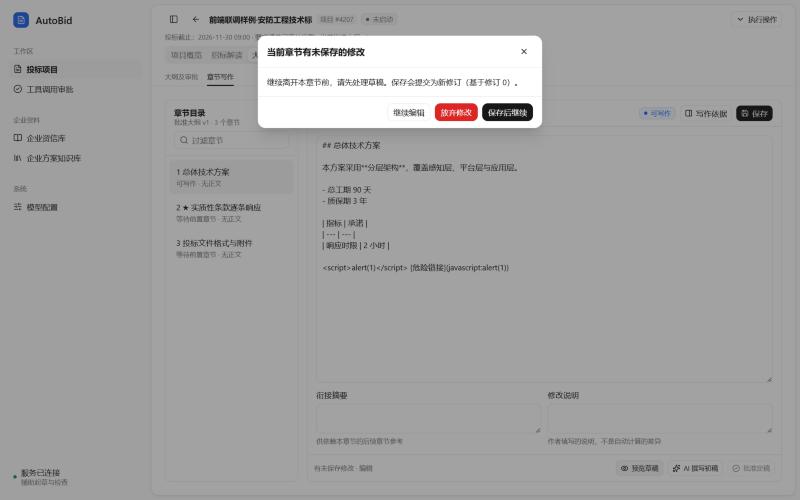 AutoBid
工作区
投标项目
工具调用审批
企业资料
企业资信库
企业方案知识库
系统
模型配置
服务已连接
辅助起草与检查
前端联调样例·安防工程技术标 项目 #4207 未启动
执行操作
投标截止: 2026-11-30 09:00
项目概览 招标解读
大纲及审批 章节写作
当前章节有未保存的修改
继续离开本章节前，请先处理草稿。保存会提交为新修订（基于修订 0）。
继续编辑 放弃修改 保存后继续
章节目录
批准大纲 v1 · 3 个章节
过滤章节
1 总体技术方案
可写作 · 无正文
2 ★ 实质性条款逐条响应
等待前置章节 · 无正文
3 投标文件格式与附件
等待前置章节 · 无正文
可写作 写作依据 保存
## 总体技术方案
本方案采用**分层架构**，覆盖感知层、平台层与应用层。
- 总工期 90 天
- 质保期 3 年
| 指标 | 承诺 |
| --- | --- |
| 响应时限 | 2 小时 |
<script>alert(1)</script> [危险链接](javascript:alert(1))
衔接摘要
供依赖本章节的后续章节参考
修改说明
作者填写的说明，不是自动计算的差异
有未保存修改 · 编辑
预览草稿 AI 撰写初稿 批准定稿